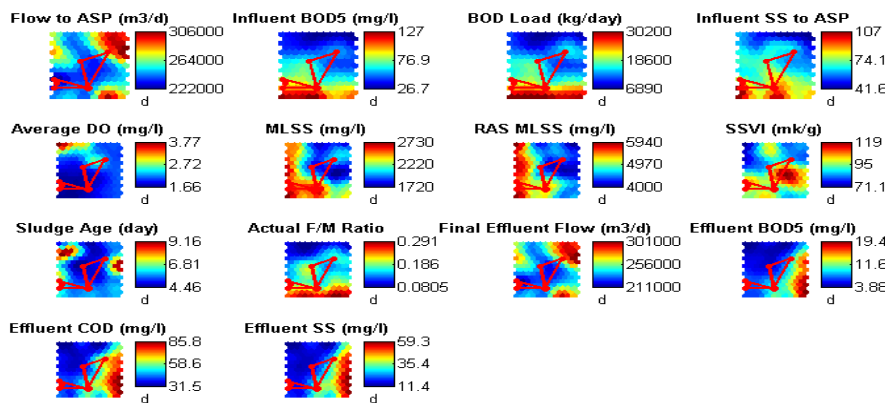 Flow to ASP (m3/d)
306000
264000
222000
d
Influent BOD5 (mg/l)
127
76.9
26.7
d
BOD Load (kg/day)
30200
18600
6890
d
Influent SS to ASP
107
74.1
41.6
d
Average DO (mg/l)
3.77
2.72
1.66
d
MLSS (mg/l)
2730
2220
1720
d
RAS MLSS (mg/l)
5940
4970
4000
d
SSVI (mk/g)
119
95
71.1
d
Sludge Age (day)
9.16
6.81
4.46
d
Actual F/M Ratio
0.291
0.186
0.0805
d
Final Effluent Flow (m3/d)
301000
256000
211000
d
Effluent BOD5 (mg/l)
19.4
11.6
3.88
d
Effluent COD (mg/l)
85.8
58.6
31.5
d
Effluent SS (mg/l)
59.3
35.4
11.4
d